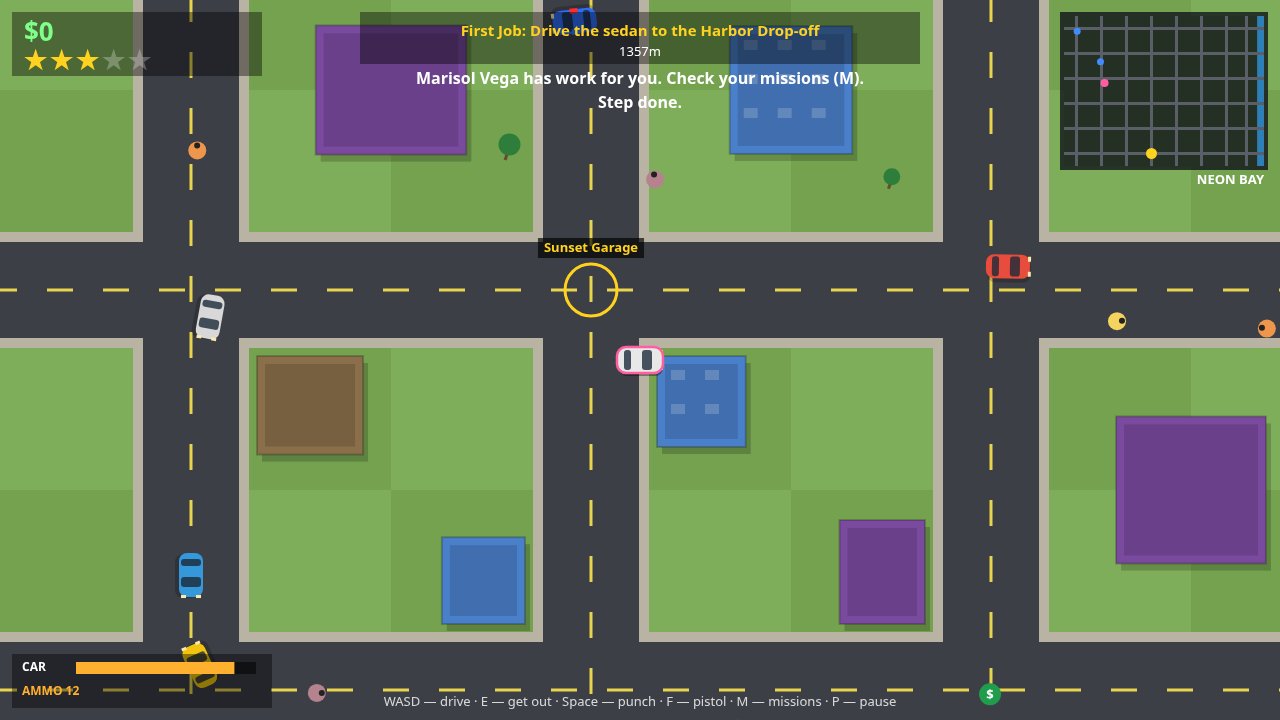 $0
First Job: Drive the sedan to the Harbor Drop-off
1357m
Marisol Vega has work for you. Check your missions (M).
Step done.
NEON BAY
Sunset Garage
CAR
AMMO 12
$
WASD — drive · E — get out · Space — punch · F — pistol · M — missions · P — pause